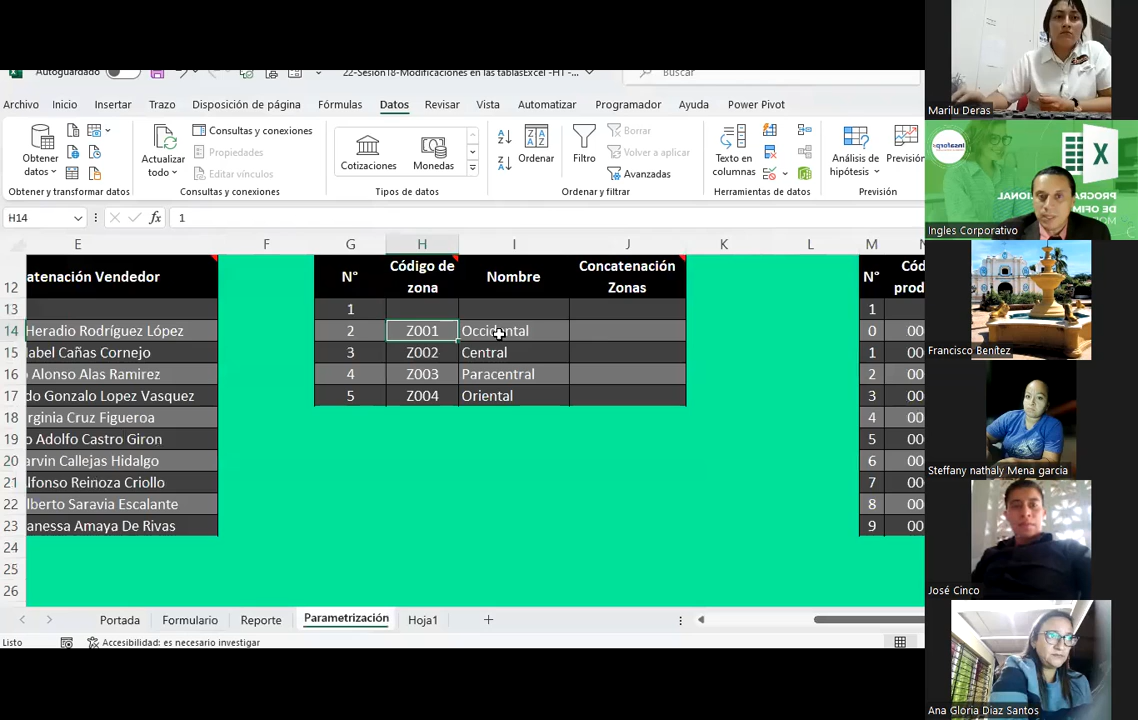 Autoguardado
22-Sesión18-Modificaciones en las tablasExcel -HT -...
Buscar
Archivo Inicio Insertar Trazo Disposición de página Fórmulas Datos Revisar Vista Automatizar Programador Ayuda Power Pivot
Obtener datos
Obtener y transformar datos
Actualizar todo
Consultas y conexiones
Propiedades
Editar vínculos
Consultas y conexiones
Cotizaciones
Monedas
Tipos de datos
Ordenar
Filtro
Borrar
Volver a aplicar
Avanzadas
Ordenar y filtrar
Texto en columnas
Herramientas de datos
Análisis de hipótesis
Previsión
H14 fx 1
E F G H I J K L M N
12 atenación Vendedor N° Código de zona Nombre Concatenación Zonas N° Cód prod
13 1 1
14 Heradio Rodríguez López 2 Z001 Occidental 0 00
15 abel Cañas Cornejo 3 Z002 Central 1 00
16 Alonso Alas Ramirez 4 Z003 Paracentral 2 00
17 do Gonzalo Lopez Vasquez 5 Z004 Oriental 3 00
18 irginia Cruz Figueroa 4 00
19 o Adolfo Castro Giron 5 00
20 arvin Callejas Hidalgo 6 00
21 lfonso Reinoza Criollo 7 00
22 lberto Saravia Escalante 8 00
23 anessa Amaya De Rivas 9 00
24
25
26
Portada Formulario Reporte Parametrización Hoja1
Listo Accesibilidad: es necesario investigar
Marilu Deras
Ingles Corporativo
Francisco Benítez
Steffany nathaly Mena garcia
José Cinco
Ana Gloria Diaz Santos